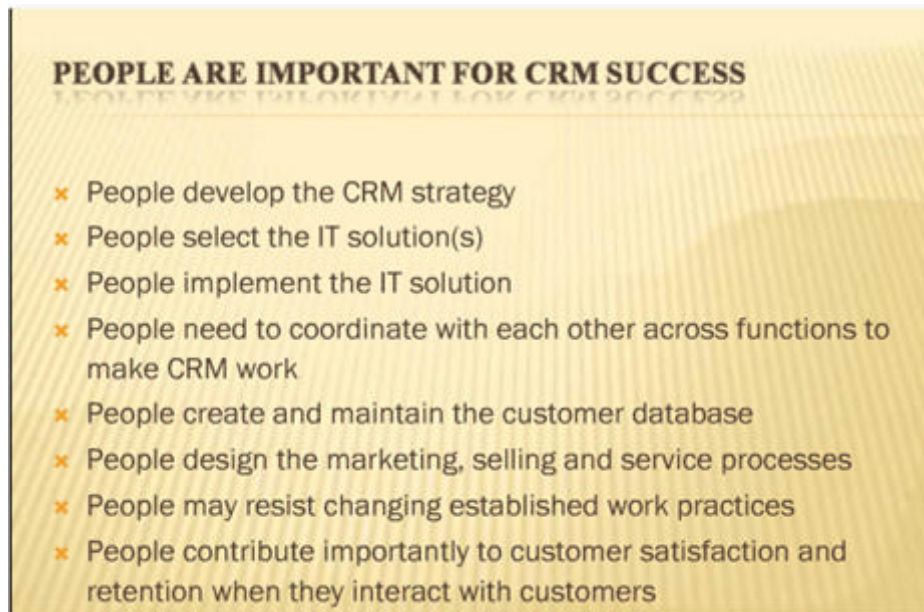 PEOPLE ARE IMPORTANT FOR CRM SUCCESS
× People develop the CRM strategy
× People select the IT solution(s)
× People implement the IT solution
× People need to coordinate with each other across functions to
make CRM work
× People create and maintain the customer database
× People design the marketing, selling and service processes
× People may resist changing established work practices
× People contribute importantly to customer satisfaction and
retention when they interact with customers